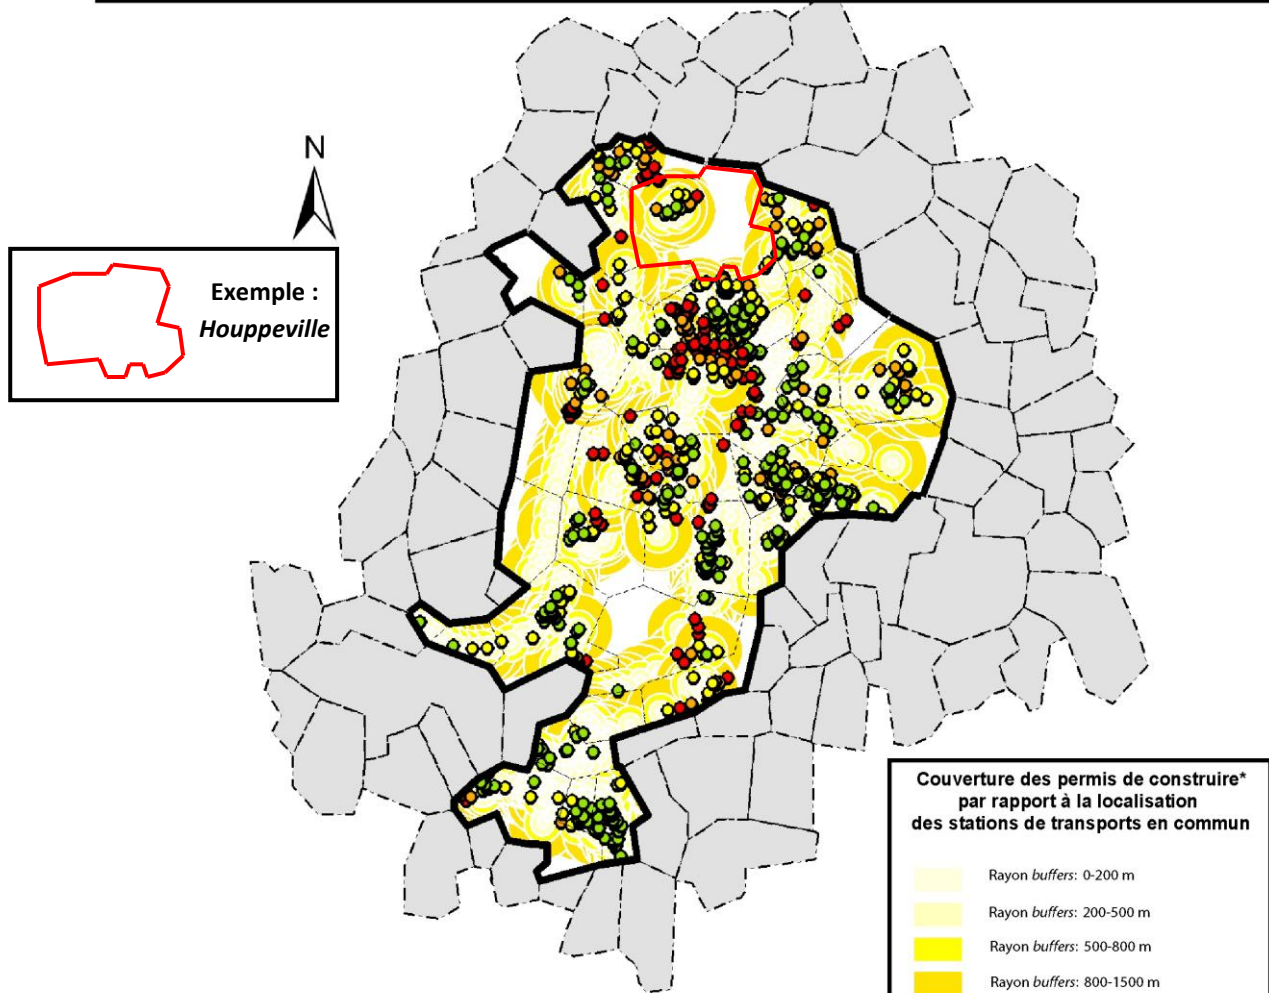 N
Exemple :
Houppeville
Couverture des permis de construire*
par rapport à la localisation
des stations de transports en commun
Rayon buffers: 0-200 m
Rayon buffers: 200-500 m
Rayon buffers: 500-800 m
Rayon buffers: 800-1500 m